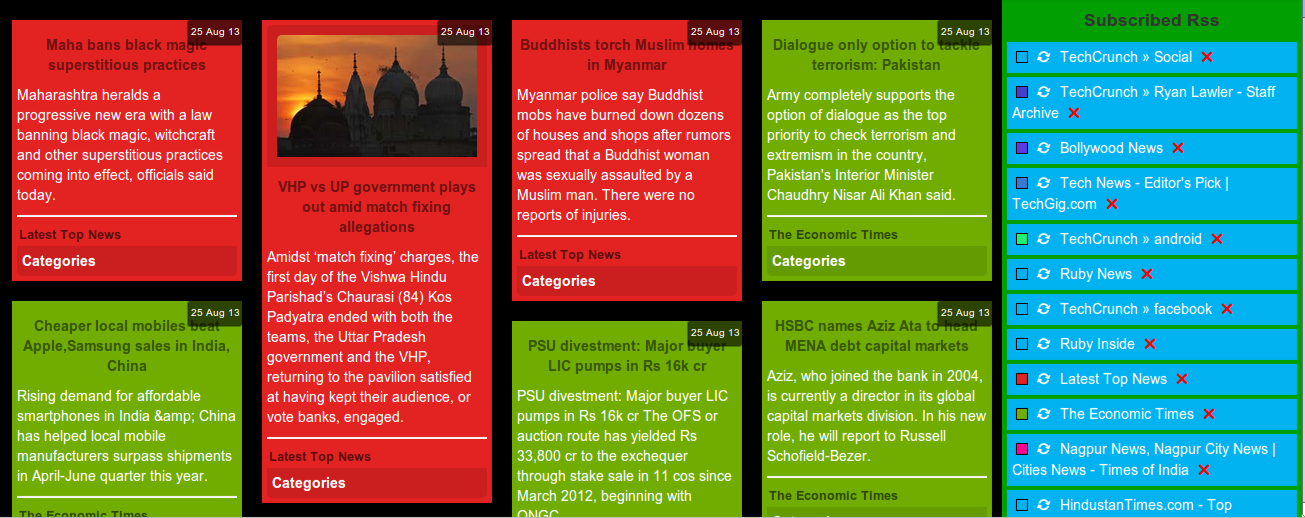 25 Aug 13
Maha bans black magic
superstitious practices
Maharashtra heralds a
progressive new era with a law
banning black magic, witchcraft
and other superstitious practices
coming into effect, officials said
today.
Latest Top News
Categories
25 Aug 13
Cheaper local mobiles beat
Apple,Samsung sales in India,
China
Rising demand for affordable
smartphones in India &amp; China
has helped local mobile
manufacturers surpass shipments
in April-June quarter this year.
The Economic Times
25 Aug 13
VHP vs UP government plays
out amid match fixing
allegations
Amidst ‘match fixing’ charges, the
first day of the Vishwa Hindu
Parishad’s Chaurasi (84) Kos
Padyatra ended with both the
teams, the Uttar Pradesh
government and the VHP,
returning to the pavilion satisfied
at having kept their audience, or
vote banks, engaged.
Latest Top News
Categories
25 Aug 13
Buddhists torch Muslim homes
in Myanmar
Myanmar police say Buddhist
mobs have burned down dozens
of houses and shops after rumors
spread that a Buddhist woman
was sexually assaulted by a
Muslim man. There were no
reports of injuries.
Latest Top News
Categories
25 Aug 13
PSU divestment: Major buyer
LIC pumps in Rs 16k cr
PSU divestment: Major buyer LIC
pumps in Rs 16k cr The OFS or
auction route has yielded Rs
33,800 cr to the exchequer
through stake sale in 11 cos since
March 2012, beginning with
ONGC
25 Aug 13
Dialogue only option to tackle
terrorism: Pakistan
Army completely supports the
option of dialogue as the top
priority to check terrorism and
extremism in the country,
Pakistan's Interior Minister
Chaudhry Nisar Ali Khan said.
The Economic Times
Categories
25 Aug 13
HSBC names Aziz Ata to head
MENA debt capital markets
Aziz, who joined the bank in 2004,
is currently a director in its global
capital markets division. In his new
role, he will report to Russell
Schofield-Bezer.
The Economic Times
Subscribed Rss
TechCrunch » Social
TechCrunch » Ryan Lawler - Staff
Archive
Bollywood News
Tech News - Editor's Pick |
TechGig.com
TechCrunch » android
Ruby News
TechCrunch » facebook
Ruby Inside
Latest Top News
The Economic Times
Nagpur News, Nagpur City News |
Cities News - Times of India
HindustanTimes.com - Top